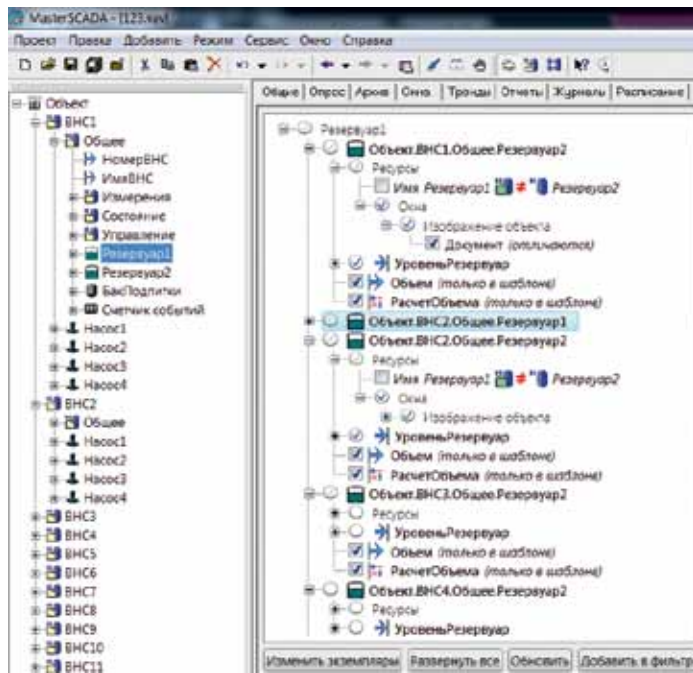 MasterSCADA - [123.xav]
Проект Правка Добавить Режим Сервис Окно Справка
Общие Опрос Архив Окна Тренды Отчеты Журналы Расписание
Объект
ВНС1
Общее
НомерВНС
ИмяВНС
Измерения
Состояние
Управление
Резервуар1
Резервуар2
БакПодпитки
Счетчик событий
Насос1
Насос2
Насос3
Насос4
ВНС2
Общее
Насос1
Насос2
Насос3
Насос4
ВНС3
ВНС4
ВНС5
ВНС6
ВНС7
ВНС8
ВНС9
ВНС10
ВНС11
Резервуар1
Объект.ВНС1.Общее.Резервуар2
Ресурсы
Имя Резервуар1 ≠ Резервуар2
Окна
Изображение объекта
Документ (отличаются)
УровеньРезервуар
Объем (только в шаблоне)
РасчетОбъема (только в шаблоне)
Объект.ВНС2.Общее.Резервуар1
Объект.ВНС2.Общее.Резервуар2
Ресурсы
Имя Резервуар1 ≠ Резервуар2
Окна
Изображение объекта
УровеньРезервуар
Объем (только в шаблоне)
РасчетОбъема (только в шаблоне)
Объект.ВНС3.Общее.Резервуар2
Ресурсы
УровеньРезервуар
Объем (только в шаблоне)
РасчетОбъема (только в шаблоне)
Объект.ВНС4.Общее.Резервуар2
Ресурсы
УровеньРезервуар
Изменить экземпляры Развернуть все Обновить Добавить в фильтр